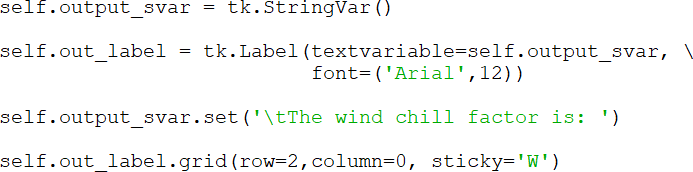 self.output_svar = tk.StringVar()
self.out_label = tk.Label(textvariable=self.output_svar, \
font=('Arial',12))
self.output_svar.set('\tThe wind chill factor is: ')
self.out_label.grid(row=2,column=0, sticky='W')